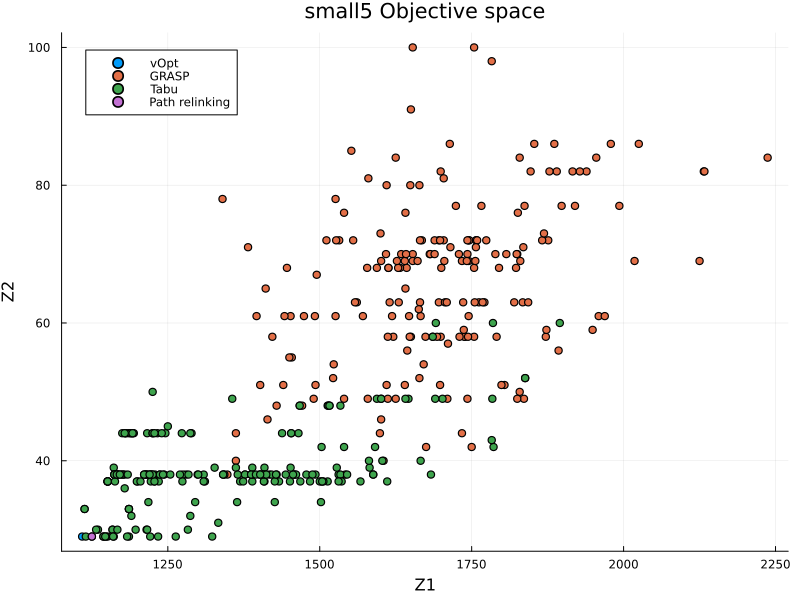 small5 Objective space
vOpt
GRASP
Tabu
Path relinking
100
80
60
40
Z2
1250
1500
1750
2000
2250
Z1